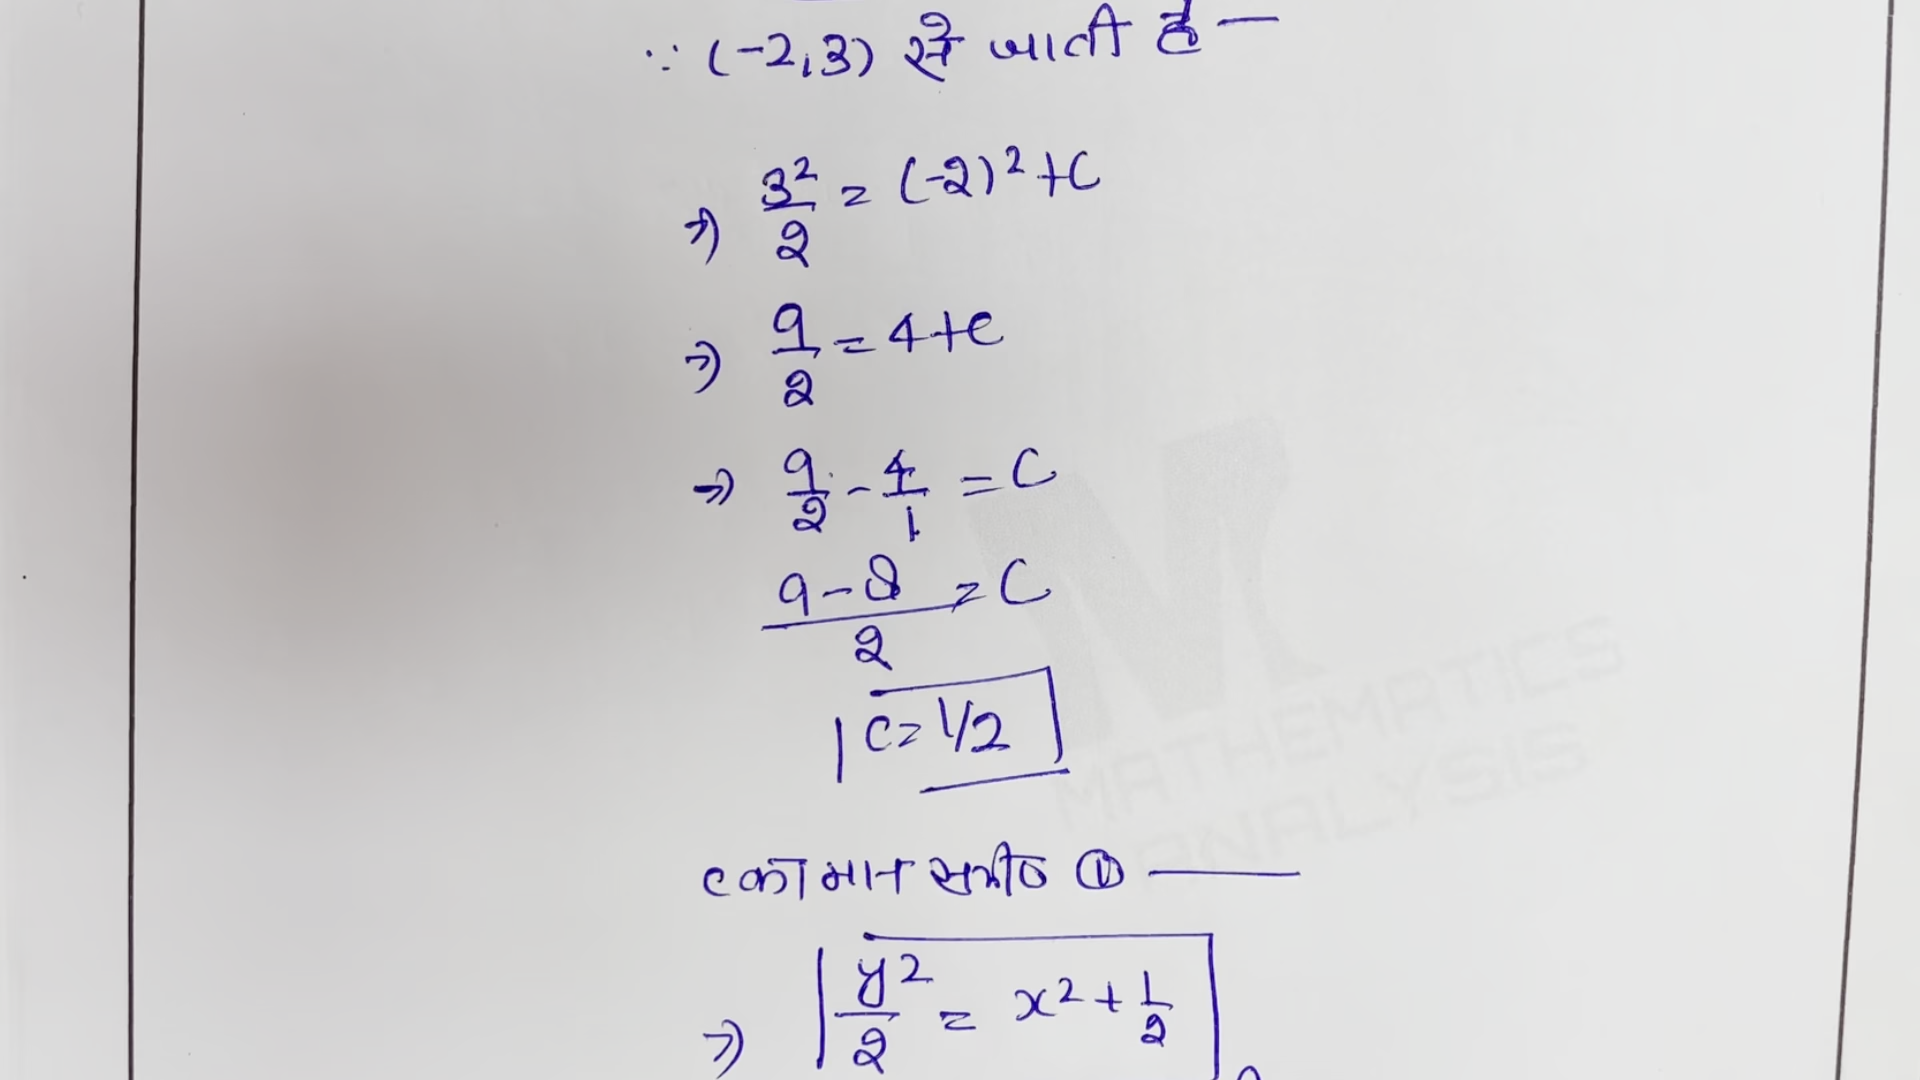 ∵ (-2,3) से जाती है —
⇒ 3²/2 = (-2)² + C
⇒ 9/2 = 4 + c
⇒ 9/2 - 4/1 = C
9-8/2 = C
C = 1/2
c का मान समी० ① —
⇒ y²/2 = x² + 1/2
MATHEMATICS
ANALYSIS